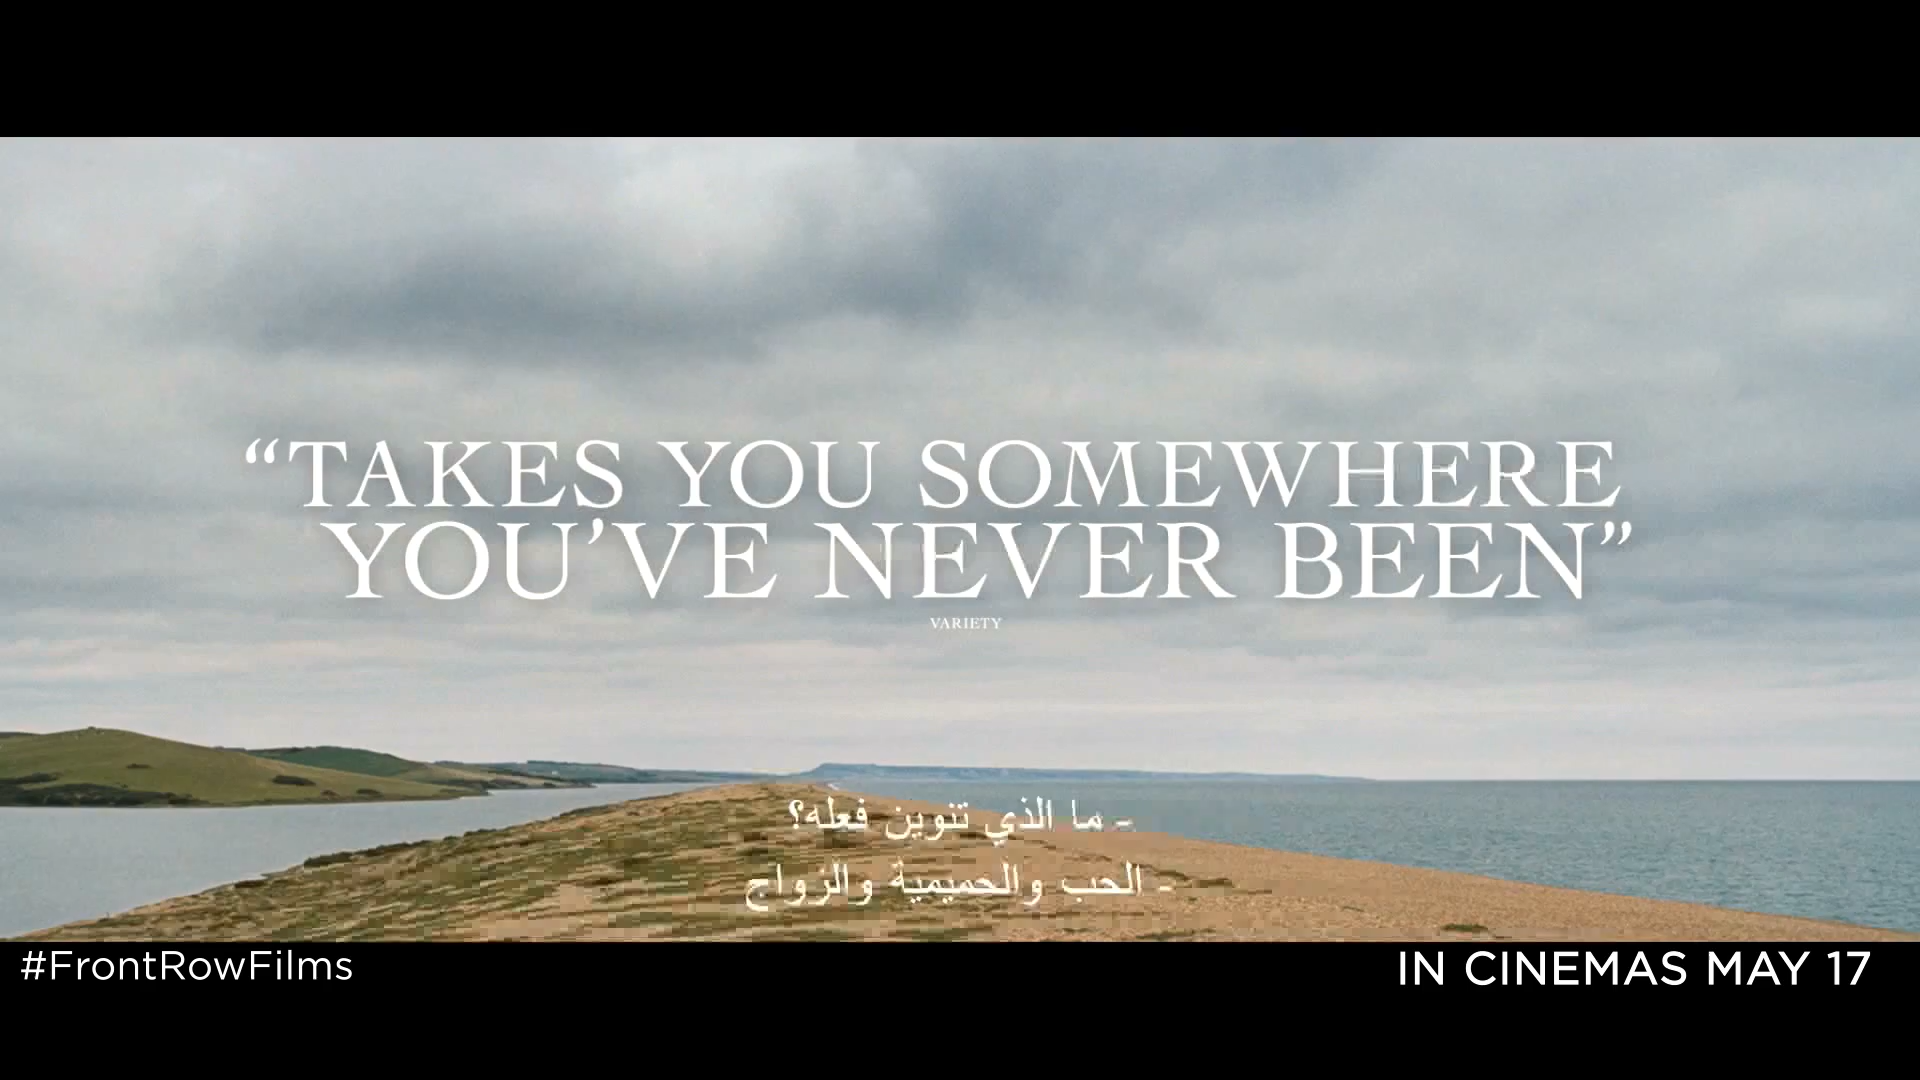 “TAKES YOU SOMEWHERE
YOU’VE NEVER BEEN”
VARIETY
- ما الذي تنوين فعله؟
- الحب والحميمية والزواج
#FrontRowFilms
IN CINEMAS MAY 17